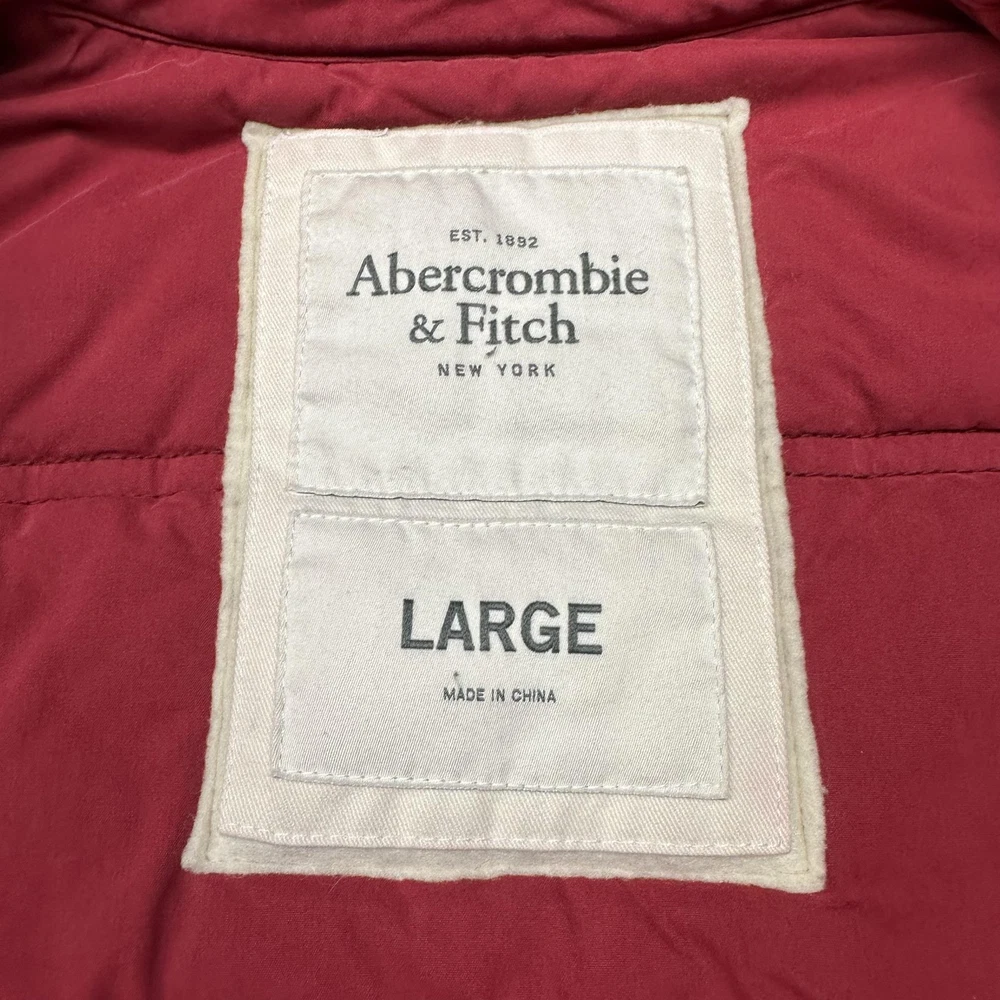 EST. 1892
Abercrombie
& Fitch
NEW YORK
LARGE
MADE IN CHINA